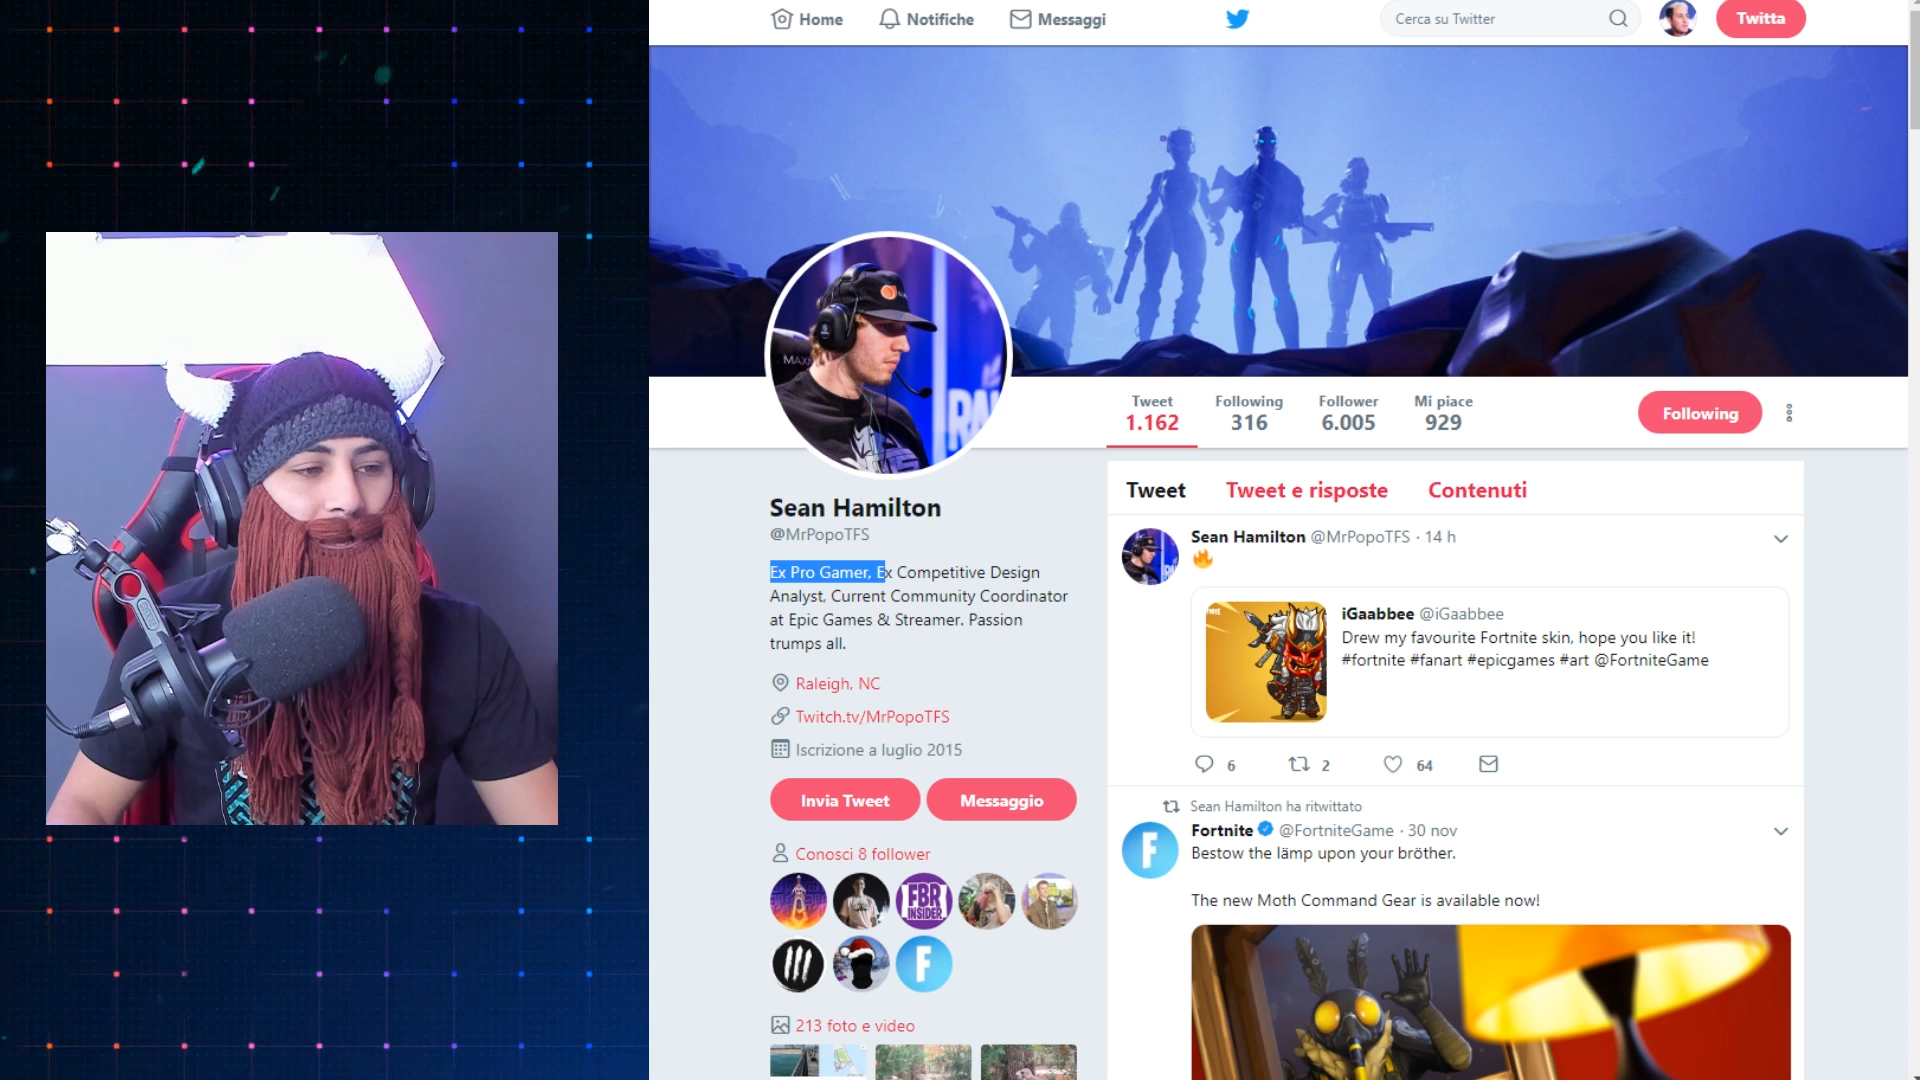 Home
Notifiche
Messaggi
Cerca su Twitter
Twitta
Tweet
1.162
Following
316
Follower
6.005
Mi piace
929
Following
Sean Hamilton
@MrPopoTFS
Ex Pro Gamer, Ex Competitive Design
Analyst, Current Community Coordinator
at Epic Games & Streamer. Passion
trumps all.
Raleigh, NC
Twitch.tv/MrPopoTFS
Iscrizione a luglio 2015
Invia Tweet
Messaggio
Conosci 8 follower
FBR
INSIDER
F
213 foto e video
Tweet
Tweet e risposte
Contenuti
Sean Hamilton @MrPopoTFS · 14 h
iGaabbee @iGaabbee
Drew my favourite Fortnite skin, hope you like it!
#fortnite #fanart #epicgames #art @FortniteGame
6
2
64
Sean Hamilton ha ritwittato
F
Fortnite @FortniteGame · 30 nov
Bestow the lämp upon your bröther.
The new Moth Command Gear is available now!